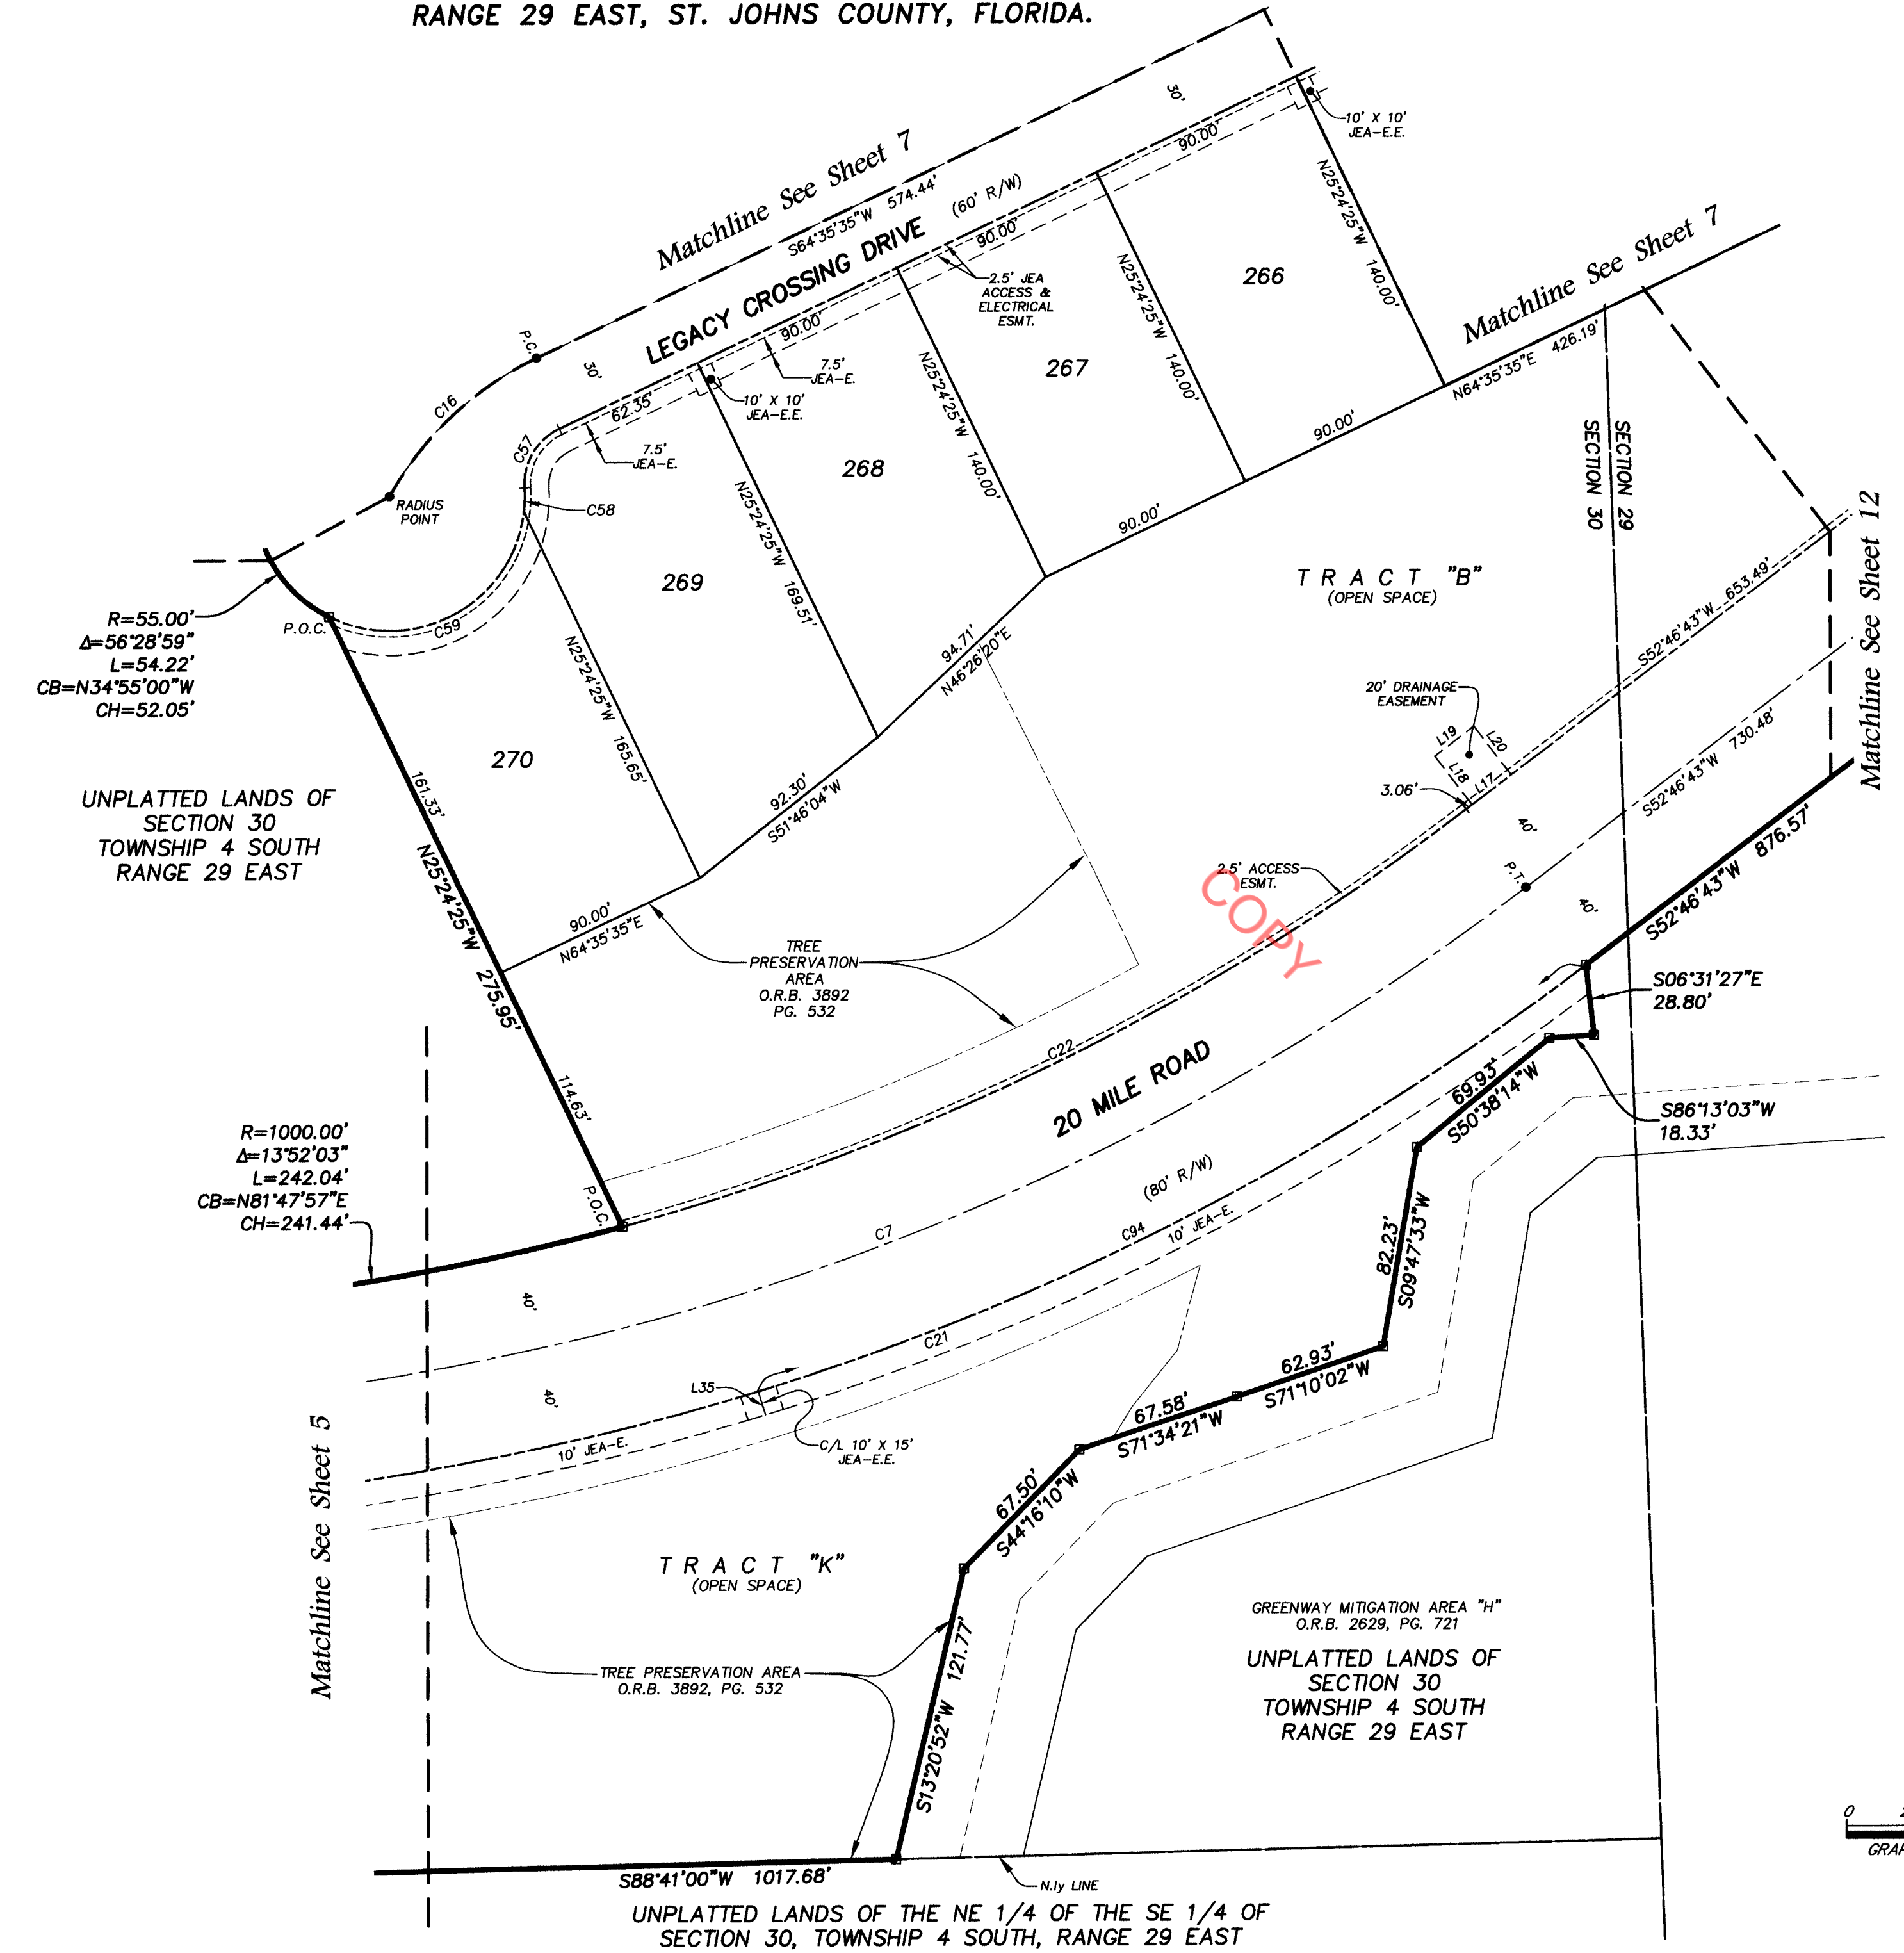 RANGE 29 EAST, ST. JOHNS COUNTY, FLORIDA.
Matchline See Sheet 7
S64°35'35"W 574.44'
LEGACY CROSSING DRIVE
(60' R/W)
30'
90.00'
10' X 10'
JEA-E.E.
N25°24'25"W 140.00'
266
Matchline See Sheet 7
N64°35'35"E 426.19'
90.00'
2.5' JEA
ACCESS &
ELECTRICAL
ESMT.
N25°24'25"W 140.00'
267
90.00'
90.00'
7.5'
JEA-E.
N25°24'25"W 140.00'
268
90.00'
P.C.
30'
C16
10' X 10'
JEA-E.E.
62.35'
7.5'
JEA-E.
C57
C58
RADIUS
POINT
N25°24'25"W 169.51'
269
94.71'
N46°26'20"E
C59
P.O.C.
R=55.00'
Δ=56°28'59"
L=54.22'
CB=N34°55'00"W
CH=52.05'
N25°24'25"W 165.65'
270
92.30'
S51°46'04"W
161.33'
UNPLATTED LANDS OF
SECTION 30
TOWNSHIP 4 SOUTH
RANGE 29 EAST
N25°24'25"W 275.95'
90.00'
N64°35'35"E
114.63'
P.O.C.
SECTION 29
SECTION 30
TRACT "B"
(OPEN SPACE)
S52°46'43"W 653.49'
Matchline See Sheet 12
20' DRAINAGE
EASEMENT
L19
L20
L18
L17
3.06'
S52°46'43"W 730.48'
40'
P.T.
40'
2.5' ACCESS
ESMT.
COPY
S52°46'43"W 876.57'
TREE
PRESERVATION
AREA
O.R.B. 3892
PG. 532
S06°31'27"E
28.80'
C22
20 MILE ROAD
(80' R/W)
69.93'
S50°38'14"W
S86°13'03"W
18.33'
R=1000.00'
Δ=13°52'03"
L=242.04'
CB=N81°47'57"E
CH=241.44'
C7
C94
10' JEA-E.
82.23'
S09°47'33"W
40'
C21
40'
L35
62.93'
S71°10'02"W
67.58'
S71°34'21"W
10' JEA-E.
C/L 10' X 15'
JEA-E.E.
67.50'
S44°16'10"W
Matchline See Sheet 5
TRACT "K"
(OPEN SPACE)
GREENWAY MITIGATION AREA "H"
O.R.B. 2629, PG. 721
UNPLATTED LANDS OF
SECTION 30
TOWNSHIP 4 SOUTH
RANGE 29 EAST
TREE PRESERVATION AREA
O.R.B. 3892, PG. 532
S13°20'52"W 121.77'
0
S88°41'00"W 1017.68'
N.ly LINE
UNPLATTED LANDS OF THE NE 1/4 OF THE SE 1/4 OF
SECTION 30, TOWNSHIP 4 SOUTH, RANGE 29 EAST